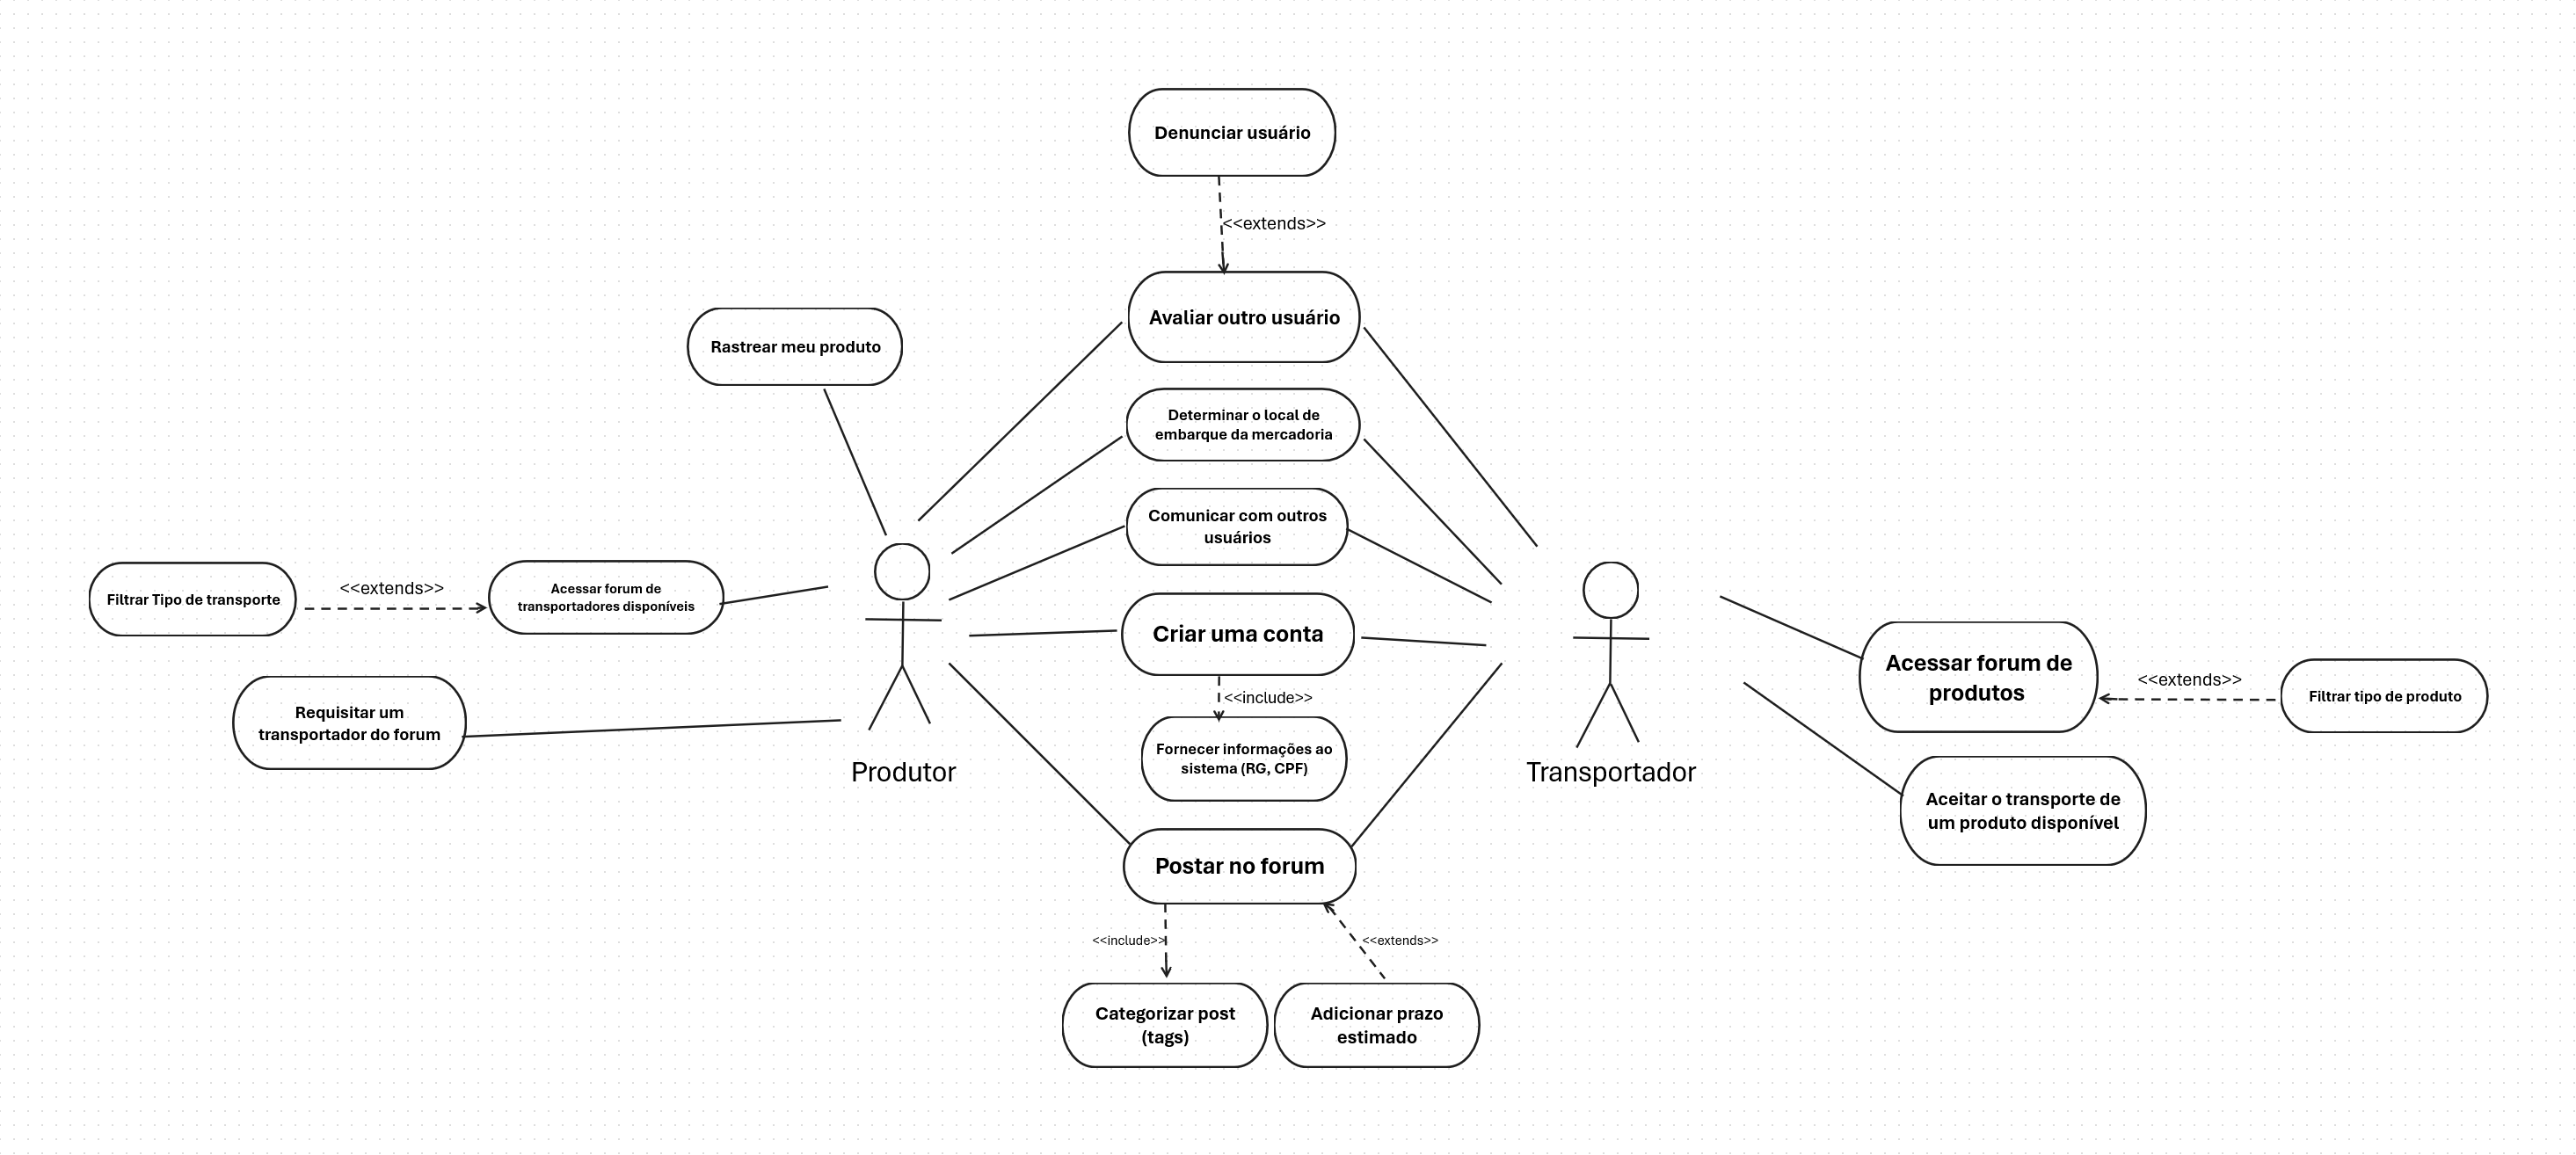 Denunciar usuário
<<extends>>
Avaliar outro usuário
Rastrear meu produto
Determinar o local de
embarque da mercadoria
Comunicar com outros
usuários
Filtrar Tipo de transporte
<<extends>>
Acessar forum de
transportadores disponíveis
Criar uma conta
<<include>>
Fornecer informações ao
sistema (RG, CPF)
Requisitar um
transportador do forum
Produtor
Transportador
Acessar forum de
produtos
<<extends>>
Filtrar tipo de produto
Aceitar o transporte de
um produto disponível
Postar no forum
<<include>>
<<extends>>
Categorizar post
(tags)
Adicionar prazo
estimado